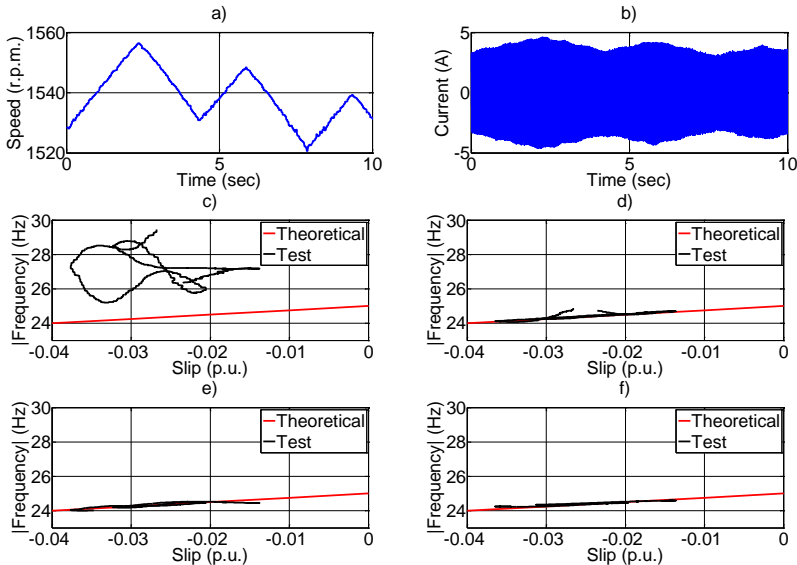 a)
1560
1540
1520
Speed (r.p.m.)
0 5 10
Time (sec)
b)
5
0
-5
Current (A)
0 5 10
Time (sec)
c)
30
28
26
24
|Frequency| (Hz)
Theoretical
Test
-0.04 -0.03 -0.02 -0.01 0
Slip (p.u.)
d)
30
28
26
24
|Frequency| (Hz)
Theoretical
Test
-0.04 -0.03 -0.02 -0.01 0
Slip (p.u.)
e)
30
28
26
24
|Frequency| (Hz)
Theoretical
Test
-0.04 -0.03 -0.02 -0.01 0
Slip (p.u.)
f)
30
28
26
24
|Frequency| (Hz)
Theoretical
Test
-0.04 -0.03 -0.02 -0.01 0
Slip (p.u.)